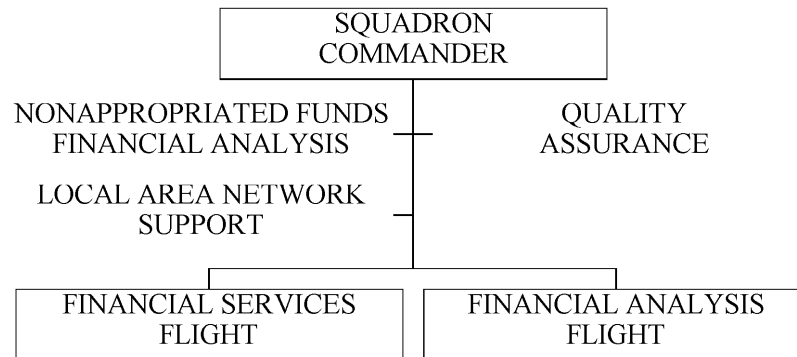 SQUADRON
COMMANDER
NONAPPROPRIATED FUNDS
FINANCIAL ANALYSIS
QUALITY
ASSURANCE
LOCAL AREA NETWORK
SUPPORT
FINANCIAL SERVICES
FLIGHT
FINANCIAL ANALYSIS
FLIGHT